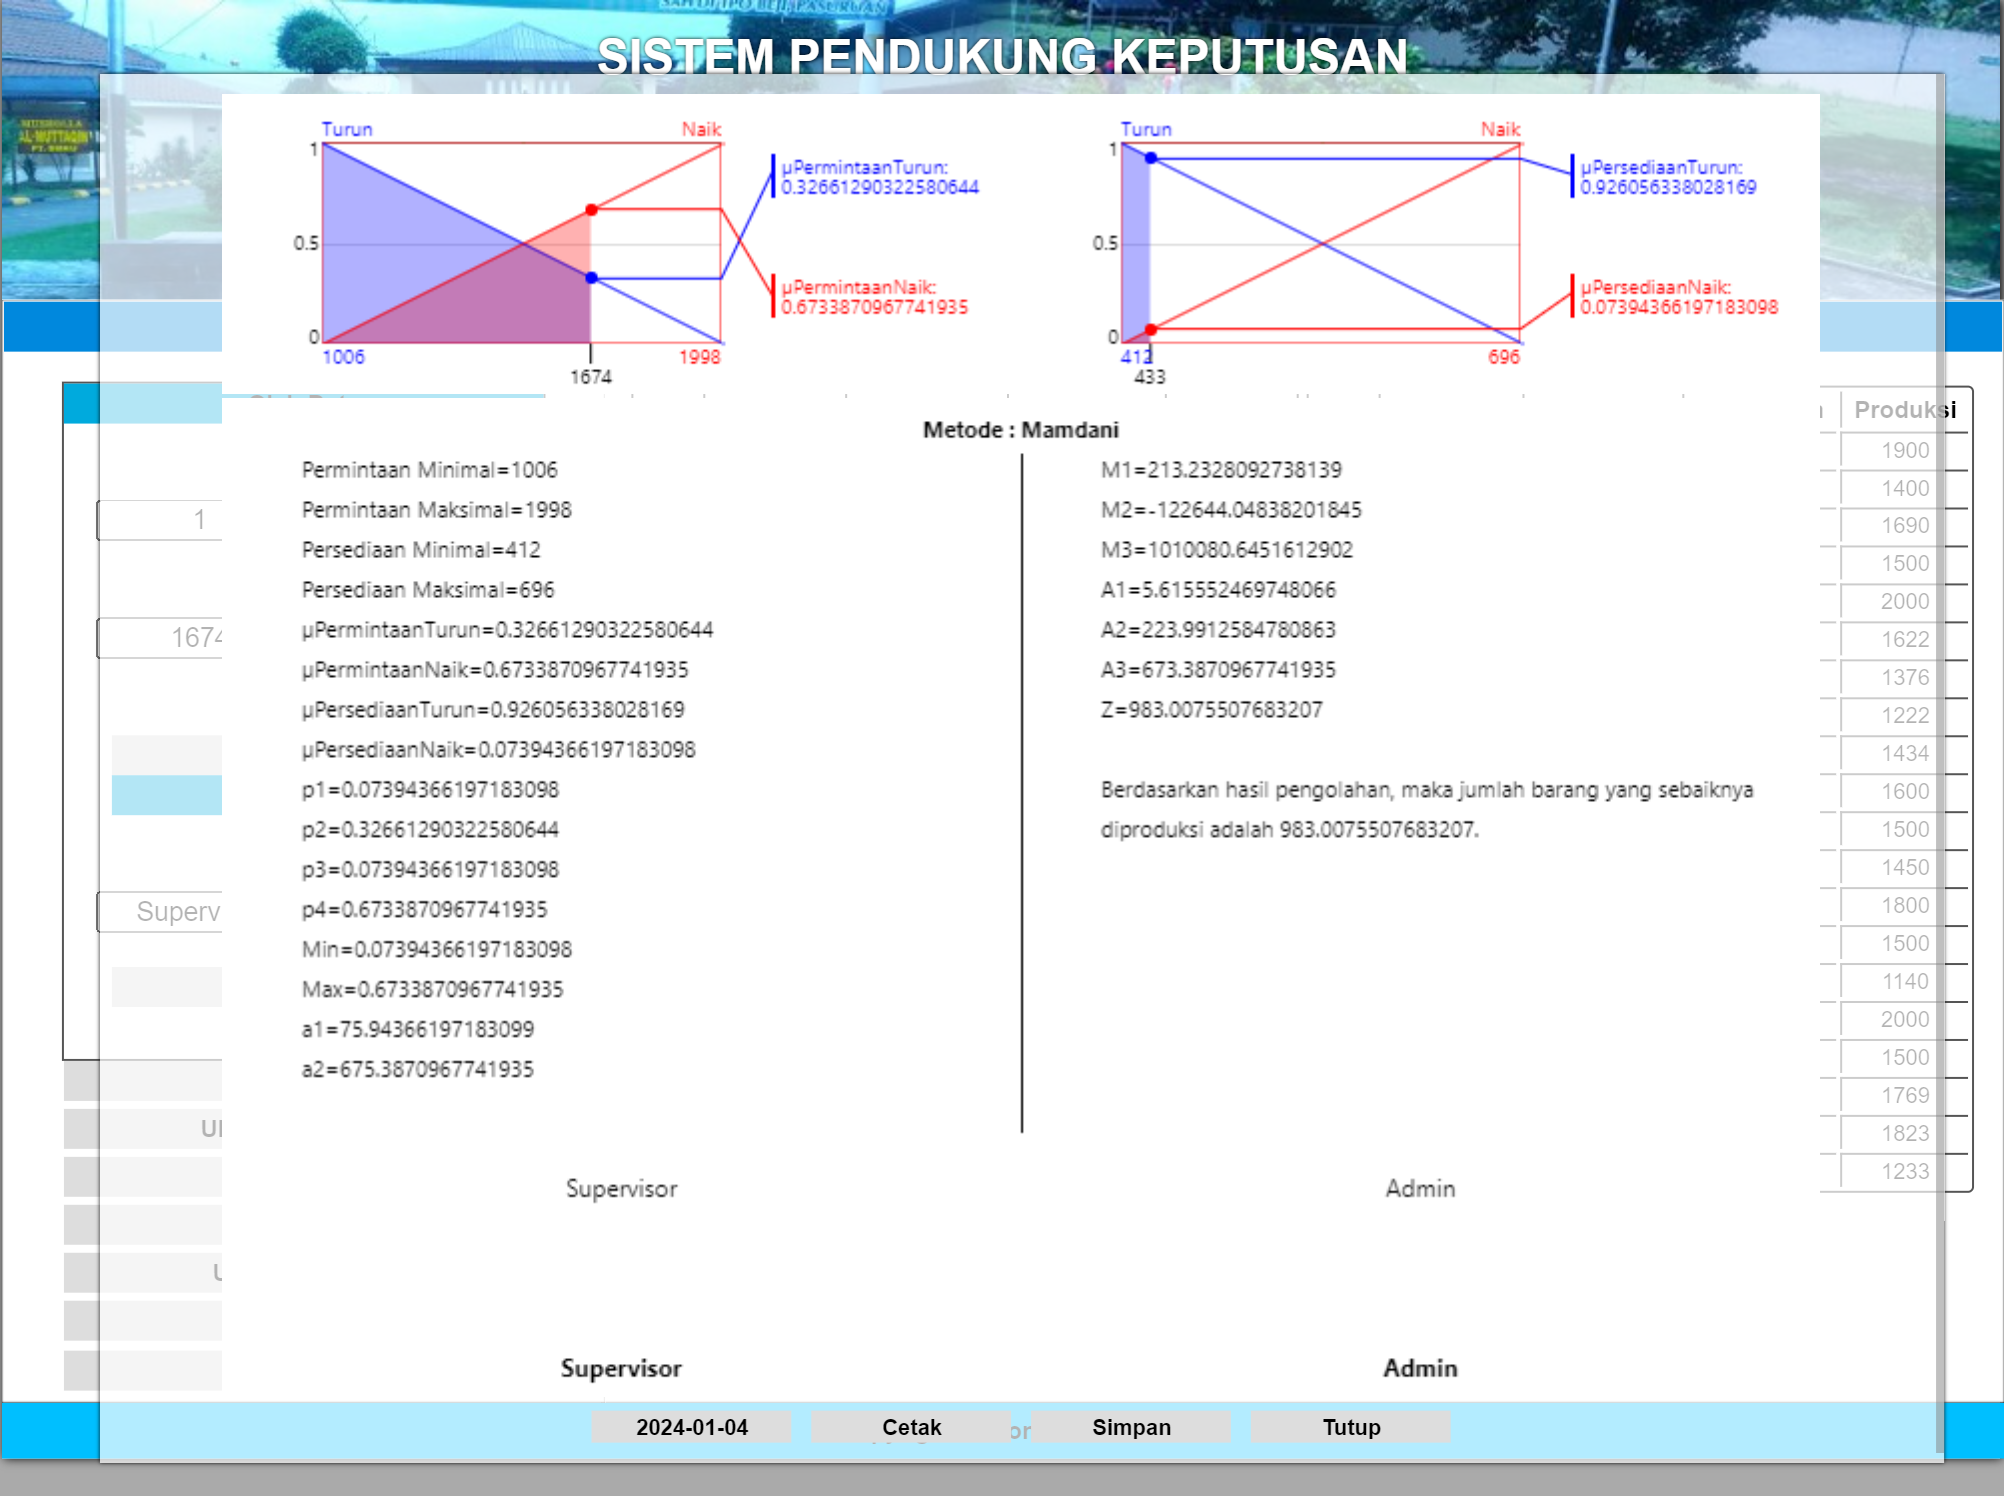 SISTEM PENDUKUNG KEPUTUSAN
Turun
Naik
1
0.5
0
1006
1998
1674
µPermintaanTurun:
0.32661290322580644
µPermintaanNaik:
0.6733870967741935
Turun
Naik
1
0.5
0
412
696
433
µPersediaanTurun:
0.926056338028169
µPersediaanNaik:
0.07394366197183098
Metode : Mamdani
Permintaan Minimal=1006
Permintaan Maksimal=1998
Persediaan Minimal=412
Persediaan Maksimal=696
µPermintaanTurun=0.32661290322580644
µPermintaanNaik=0.6733870967741935
µPersediaanTurun=0.926056338028169
µPersediaanNaik=0.07394366197183098
p1=0.07394366197183098
p2=0.32661290322580644
p3=0.07394366197183098
p4=0.6733870967741935
Min=0.07394366197183098
Max=0.6733870967741935
a1=75.94366197183099
a2=675.3870967741935
M1=213.2328092738139
M2=-122644.04838201845
M3=1010080.6451612902
A1=5.615552469748066
A2=223.9912584780863
A3=673.3870967741935
Z=983.0075507683207
Berdasarkan hasil pengolahan, maka jumlah barang yang sebaiknya
diproduksi adalah 983.0075507683207.
Supervisor
Admin
Supervisor
Admin
2024-01-04
Cetak
Simpan
Tutup
1
1674
Superv
Produksi
1900
1400
1690
1500
2000
1622
1376
1222
1434
1600
1500
1450
1800
1500
1140
2000
1500
1769
1823
1233